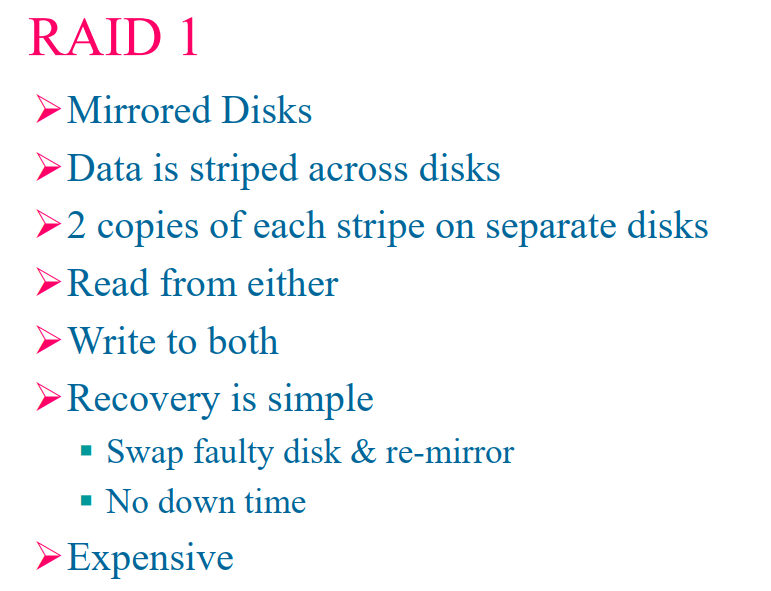 RAID 1
Mirrored Disks
Data is striped across disks
2 copies of each stripe on separate disks
Read from either
Write to both
Recovery is simple
Swap faulty disk & re-mirror
No down time
Expensive